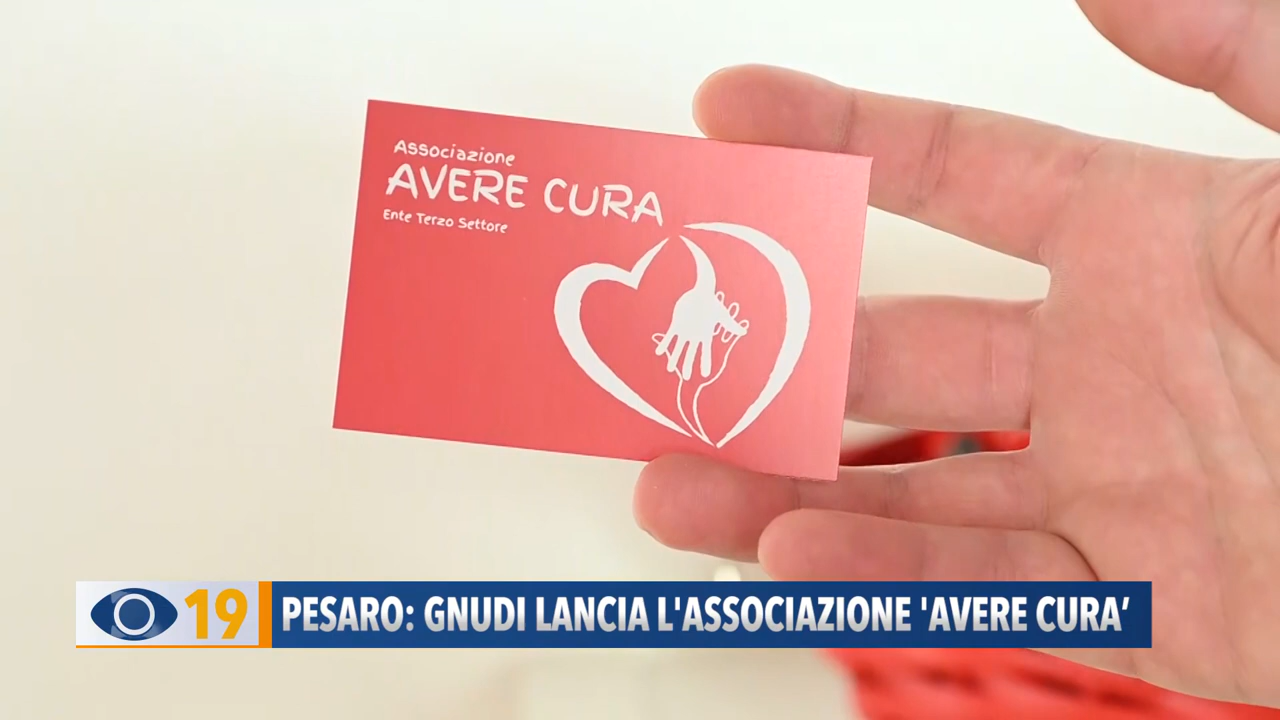 Associazione
AVERE CURA
Ente Terzo Settore
19
PESARO: GNUDI LANCIA L'ASSOCIAZIONE 'AVERE CURA’